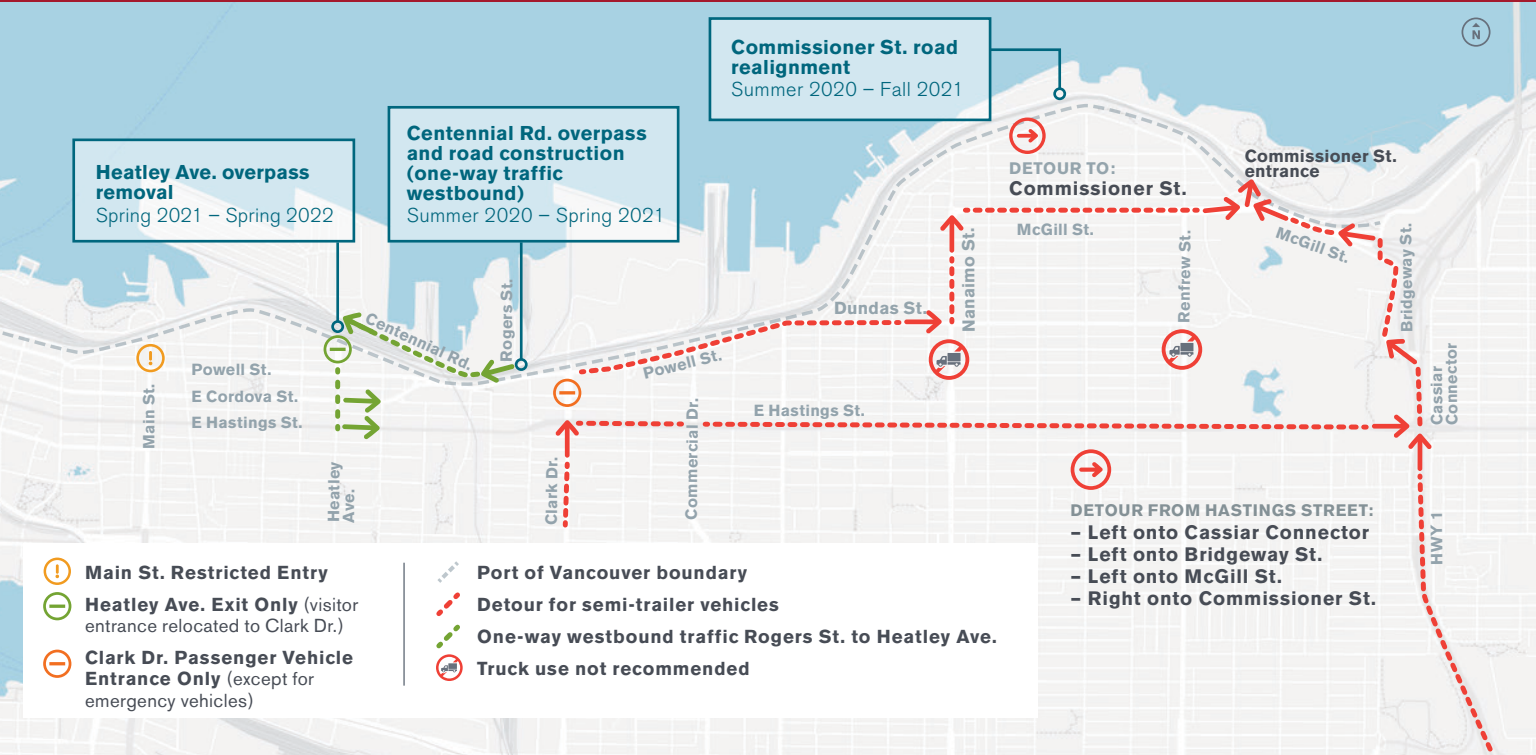 N
Commissioner St. road
realignment
Summer 2020 – Fall 2021
Centennial Rd. overpass
and road construction
(one-way traffic
westbound)
Summer 2020 – Spring 2021
Heatley Ave. overpass
removal
Spring 2021 – Spring 2022
DETOUR TO:
Commissioner St.
Commissioner St.
entrance
McGill St.
McGill St.
Nanaimo St.
Renfrew St.
Bridgeway St.
Dundas St.
Rogers St.
Centennial Rd.
Powell St.
Powell St.
E Cordova St.
E Hastings St.
E Hastings St.
Main St.
Heatley
Ave.
Clark Dr.
Commercial Dr.
Cassiar
Connector
HWY 1
DETOUR FROM HASTINGS STREET:
– Left onto Cassiar Connector
– Left onto Bridgeway St.
– Left onto McGill St.
– Right onto Commissioner St.
Main St. Restricted Entry
Heatley Ave. Exit Only (visitor
entrance relocated to Clark Dr.)
Clark Dr. Passenger Vehicle
Entrance Only (except for
emergency vehicles)
Port of Vancouver boundary
Detour for semi-trailer vehicles
One-way westbound traffic Rogers St. to Heatley Ave.
Truck use not recommended